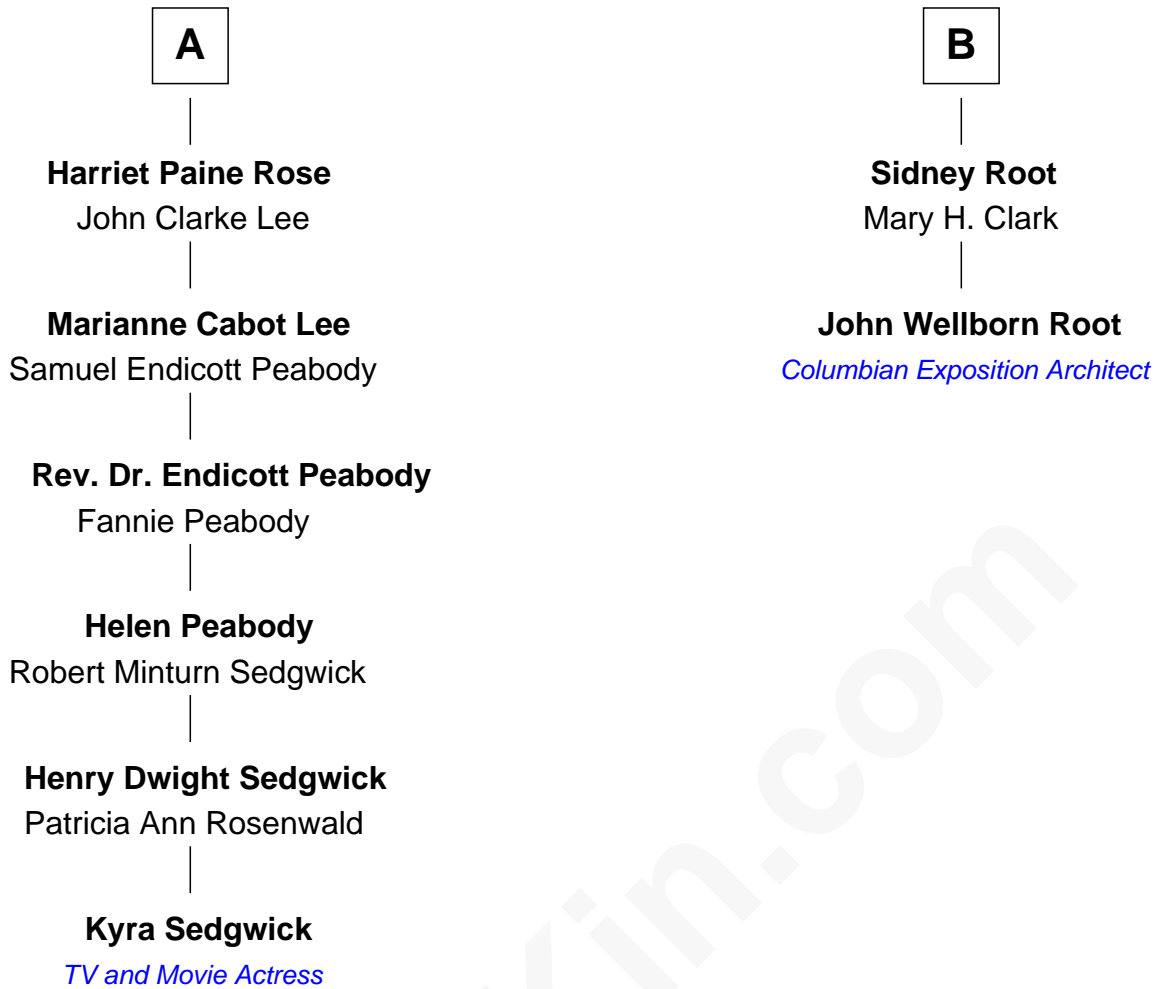 A
Harriet Paine Rose
John Clarke Lee
Marianne Cabot Lee
Samuel Endicott Peabody
Rev. Dr. Endicott Peabody
Fannie Peabody
Helen Peabody
Robert Minturn Sedgwick
Henry Dwight Sedgwick
Patricia Ann Rosenwald
Kyra Sedgwick
TV and Movie Actress
B
Sidney Root
Mary H. Clark
John Wellborn Root
Columbian Exposition Architect
Kin.com